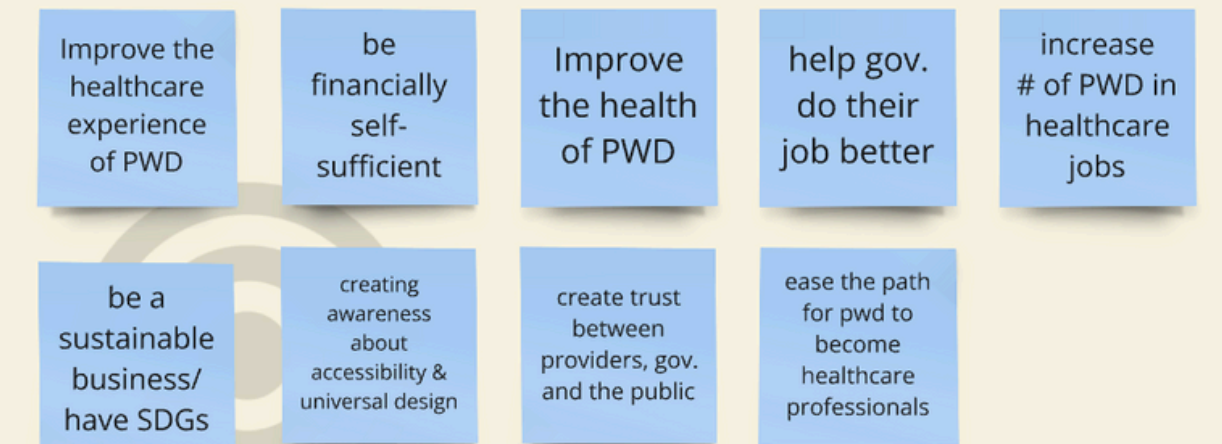 Improve the
healthcare
experience
of PWD
be
financially
self-
sufficient
Improve
the health
of PWD
help gov.
do their
job better
increase
# of PWD in
healthcare
jobs
be a
sustainable
business/
have SDGs
creating
awareness
about
accessibility &
universal design
create trust
between
providers, gov.
and the public
ease the path
for pwd to
become
healthcare
professionals